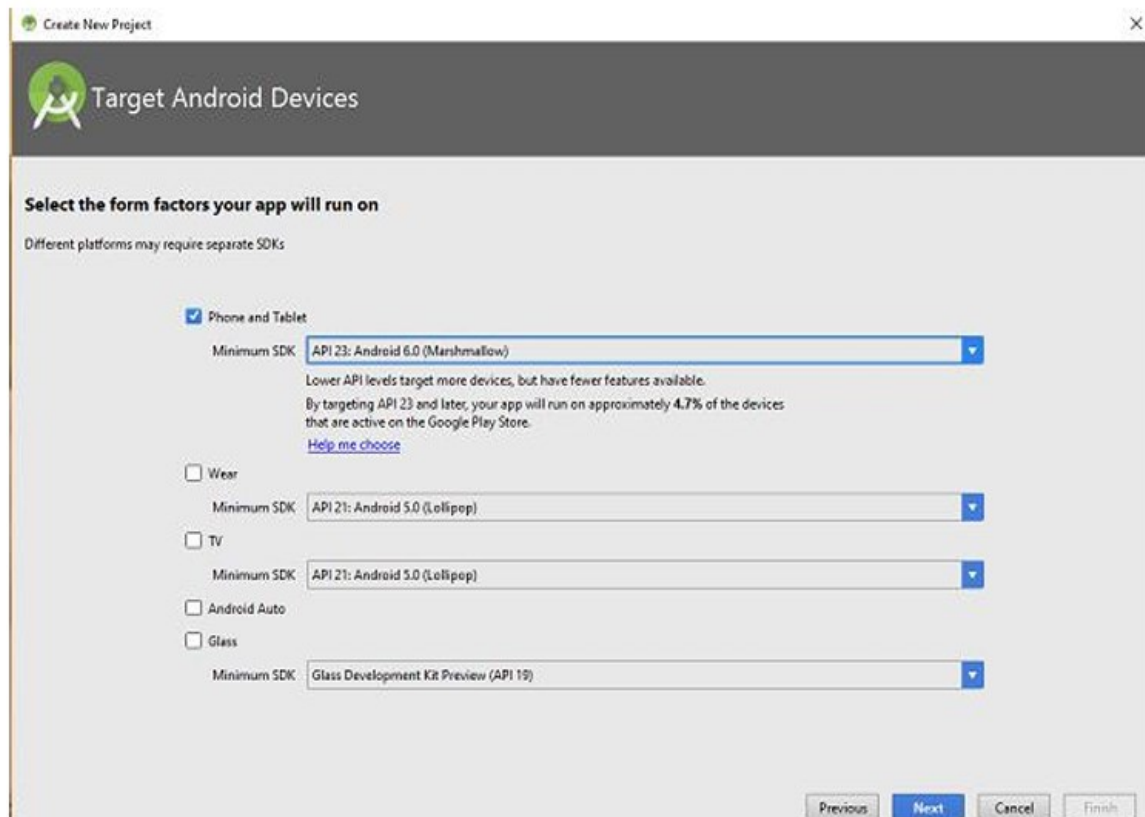 Create New Project
Target Android Devices
Select the form factors your app will run on
Different platforms may require separate SDKs
Phone and Tablet
Minimum SDK API 23: Android 6.0 (Marshmallow)
Lower API levels target more devices, but have fewer features available.
By targeting API 23 and later, your app will run on approximately 4.7% of the devices
that are active on the Google Play Store.
Help me choose
Wear
Minimum SDK API 21: Android 5.0 (Lollipop)
TV
Minimum SDK API 21: Android 5.0 (Lollipop)
Android Auto
Glass
Minimum SDK Glass Development Kit Preview (API 19)
Previous Next Cancel Finish